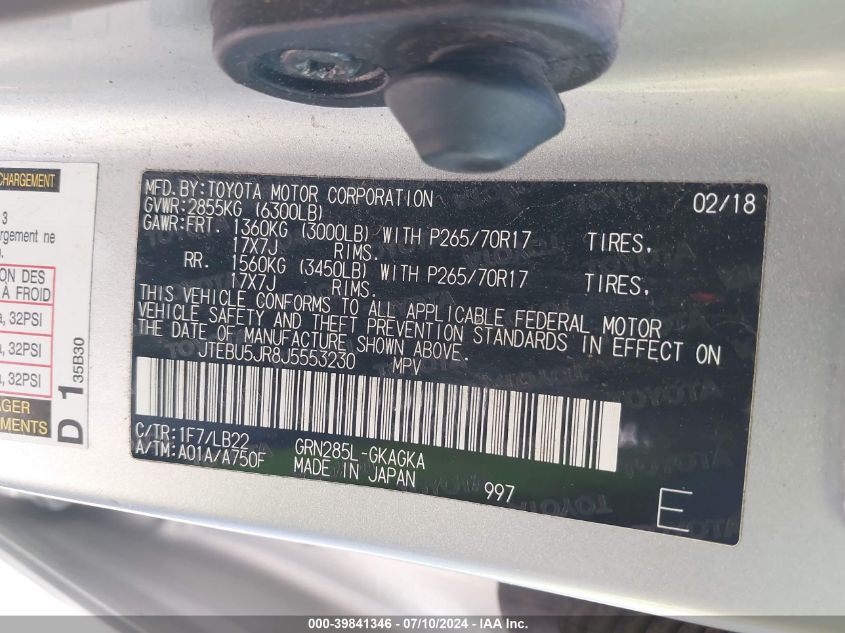 CHARGEMENT
3
argement ne
ION DES
À FROID
a, 32PSI
a, 32PSI
a, 32PSI
AGER
MENTS
D 1
35B30
MFD.BY:TOYOTA MOTOR CORPORATION 02/18
GVWR:2855KG (6300LB)
GAWR:FRT. 1360KG (3000LB) WITH P265/70R17 TIRES,
17X7J RIMS.
RR. 1560KG (3450LB) WITH P265/70R17 TIRES,
17X7J RIMS.
THIS VEHICLE CONFORMS TO ALL APPLICABLE FEDERAL MOTOR
VEHICLE SAFETY AND THEFT PREVENTION STANDARDS IN EFFECT ON
THE DATE OF MANUFACTURE SHOWN ABOVE.
JTEBU5JR8J5553230 MPV
C/TR:1F7/LB22 GRN285L-GKAGKA
A/TM:A01A/A750F MADE IN JAPAN
997 E
000-39841346 / 07/10/2024 - IAA Inc.